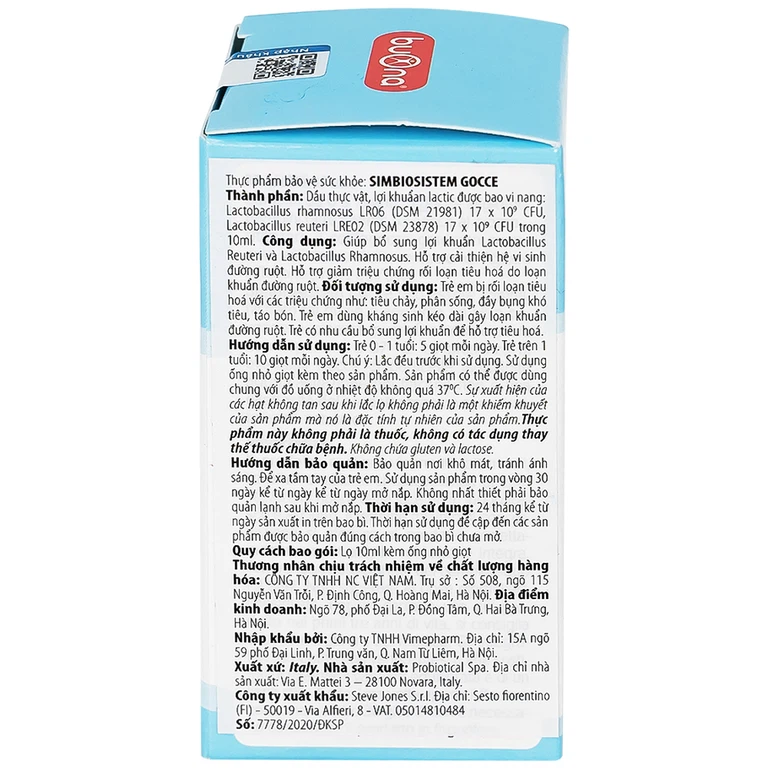 buona
Nhập khẩu
Thực phẩm bảo vệ sức khỏe: SIMBIOSISTEM GOCCE
Thành phần: Dầu thực vật, lợi khuẩn lactic được bao vi nang:
Lactobacillus rhamnosus LR06 (DSM 21981) 17 x 10⁹ CFU,
Lactobacillus reuteri LRE02 (DSM 23878) 17 x 10⁹ CFU trong
10ml. Công dụng: Giúp bổ sung lợi khuẩn Lactobacillus
Reuteri và Lactobacillus Rhamnosus. Hỗ trợ cải thiện hệ vi sinh
đường ruột. Hỗ trợ giảm triệu chứng rối loạn tiêu hoá do loạn
khuẩn đường ruột. Đối tượng sử dụng: Trẻ em bị rối loạn tiêu
hoá với các triệu chứng như: tiêu chảy, phân sống, đầy bụng khó
tiêu, táo bón. Trẻ em dùng kháng sinh kéo dài gây loạn khuẩn
đường ruột. Trẻ có nhu cầu bổ sung lợi khuẩn để hỗ trợ tiêu hoá.
Hướng dẫn sử dụng: Trẻ 0 - 1 tuổi: 5 giọt mỗi ngày. Trẻ trên 1
tuổi: 10 giọt mỗi ngày. Chú ý: Lắc đều trước khi sử dụng. Sử dụng
ống nhỏ giọt kèm theo sản phẩm. Sản phẩm có thể được dùng
chung với đồ uống ở nhiệt độ không quá 37⁰C. Sự xuất hiện của
các hạt không tan sau khi lắc lọ không phải là một khiếm khuyết
của sản phẩm mà nó là đặc tính tự nhiên của sản phẩm. Thực
phẩm này không phải là thuốc, không có tác dụng thay
thế thuốc chữa bệnh. Không chứa gluten và lactose.
Hướng dẫn bảo quản: Bảo quản nơi khô mát, tránh ánh
sáng. Để xa tầm tay của trẻ em. Sử dụng sản phẩm trong vòng 30
ngày kể từ ngày kể từ ngày mở nắp. Không nhất thiết phải bảo
quản lạnh sau khi mở nắp. Thời hạn sử dụng: 24 tháng kể từ
ngày sản xuất in trên bao bì. Thời hạn sử dụng đề cập đến các sản
phẩm được bảo quản đúng cách trong bao bì chưa mở.
Quy cách bao gói: Lọ 10ml kèm ống nhỏ giọt
Thương nhân chịu trách nhiệm về chất lượng hàng
hóa: CÔNG TY TNHH NC VIỆT NAM. Trụ sở : Số 508, ngõ 115
Nguyễn Văn Trỗi, P. Định Công, Q. Hoàng Mai, Hà Nội. Địa điểm
kinh doanh: Ngõ 78, phố Đại La, P. Đồng Tâm, Q. Hai Bà Trưng,
Hà Nội.
Nhập khẩu bởi: Công ty TNHH Vimepharm. Địa chỉ: 15A ngõ
59 phố Đại Linh, P. Trung văn, Q. Nam Từ Liêm, Hà Nội.
Xuất xứ: Italy. Nhà sản xuất: Probiotical Spa. Địa chỉ nhà
sản xuất: Via E. Mattei 3 – 28100 Novara, Italy.
Công ty xuất khẩu: Steve Jones S.r.l. Địa chỉ: Sesto fiorentino
(FI) - 50019 - Via Alfieri, 8 - VAT. 05014810484
Số: 7778/2020/ĐKSP